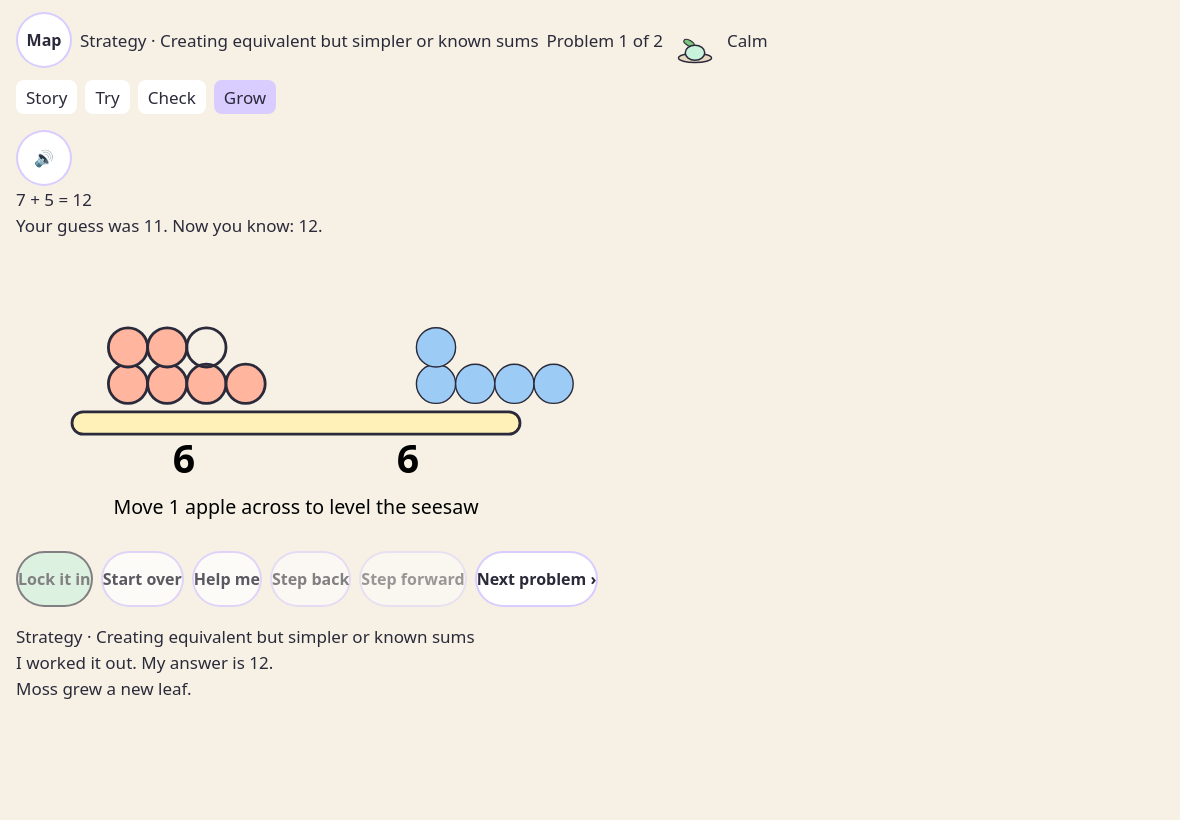 Map
Strategy · Creating equivalent but simpler or known sums Problem 1 of 2 Calm
Story Try Check Grow
7 + 5 = 12
Your guess was 11. Now you know: 12.
6 6
Move 1 apple across to level the seesaw
Lock it in Start over Help me Step back Step forward Next problem ›
Strategy · Creating equivalent but simpler or known sums
I worked it out. My answer is 12.
Moss grew a new leaf.